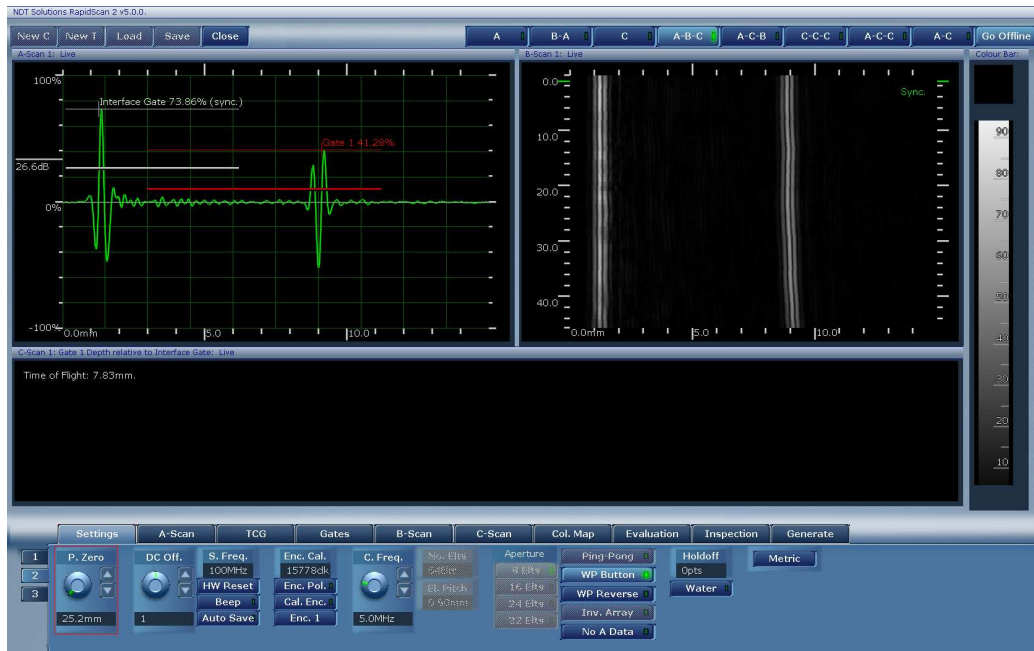 NDT Solutions RapidScan 2 v5.0.0.
New C New T Load Save Close A B-A C A-B-C A-C-B C-C-C A-C-C A-C Go Offline
A-Scan 1: Live
B-Scan 1: Live
Colour Bar:
100%
Interface Gate 73.86% (sync.)
Gate 1 41.28%
26.6dB
0%
-100%
0.0mm 5.0 10.0
0.0
Sync.
10.0
20.0
30.0
40.0
0.0mm 5.0 10.0
90
80
70
60
50
40
30
20
10
C-Scan 1: Gate 1 Depth relative to Interface Gate: Live
Time of Flight: 7.83mm.
Settings A-Scan TCG Gates B-Scan C-Scan Col. Map Evaluation Inspection Generate
1
2
3
P. Zero
25.2mm
DC Off.
1
S. Freq.
100MHz
HW Reset
Beep
Auto Save
Enc. Cal.
15778clk
Enc. Pol.
Cal. Enc.
Enc. 1
C. Freq.
5.0MHz
No. Elts
64Elts
El. Pitch
0.80mm
Aperture
8 Elts
16 Elts
24 Elts
32 Elts
Ping-Pong
WP Button
WP Reverse
Inv. Array
No A Data
Holdoff
0pts
Water
Metric